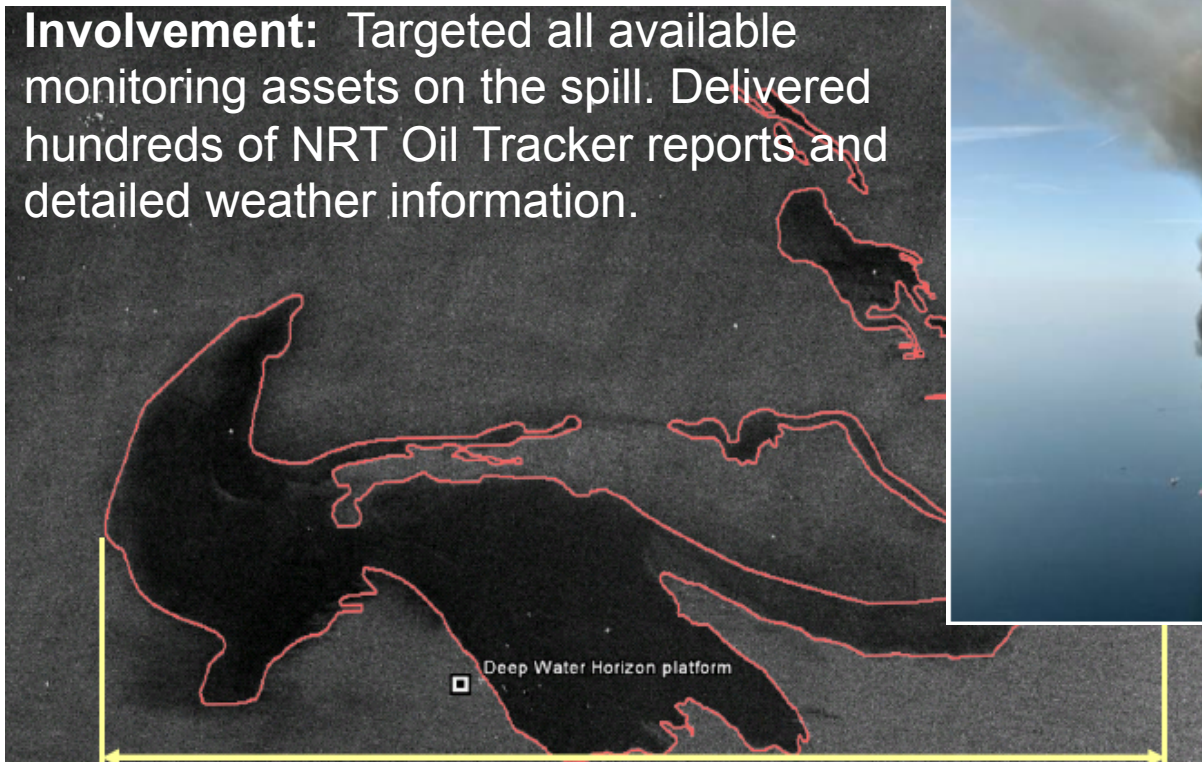 Involvement: Targeted all available
monitoring assets on the spill. Delivered
hundreds of NRT Oil Tracker reports and
detailed weather information.
Deep Water Horizon platform